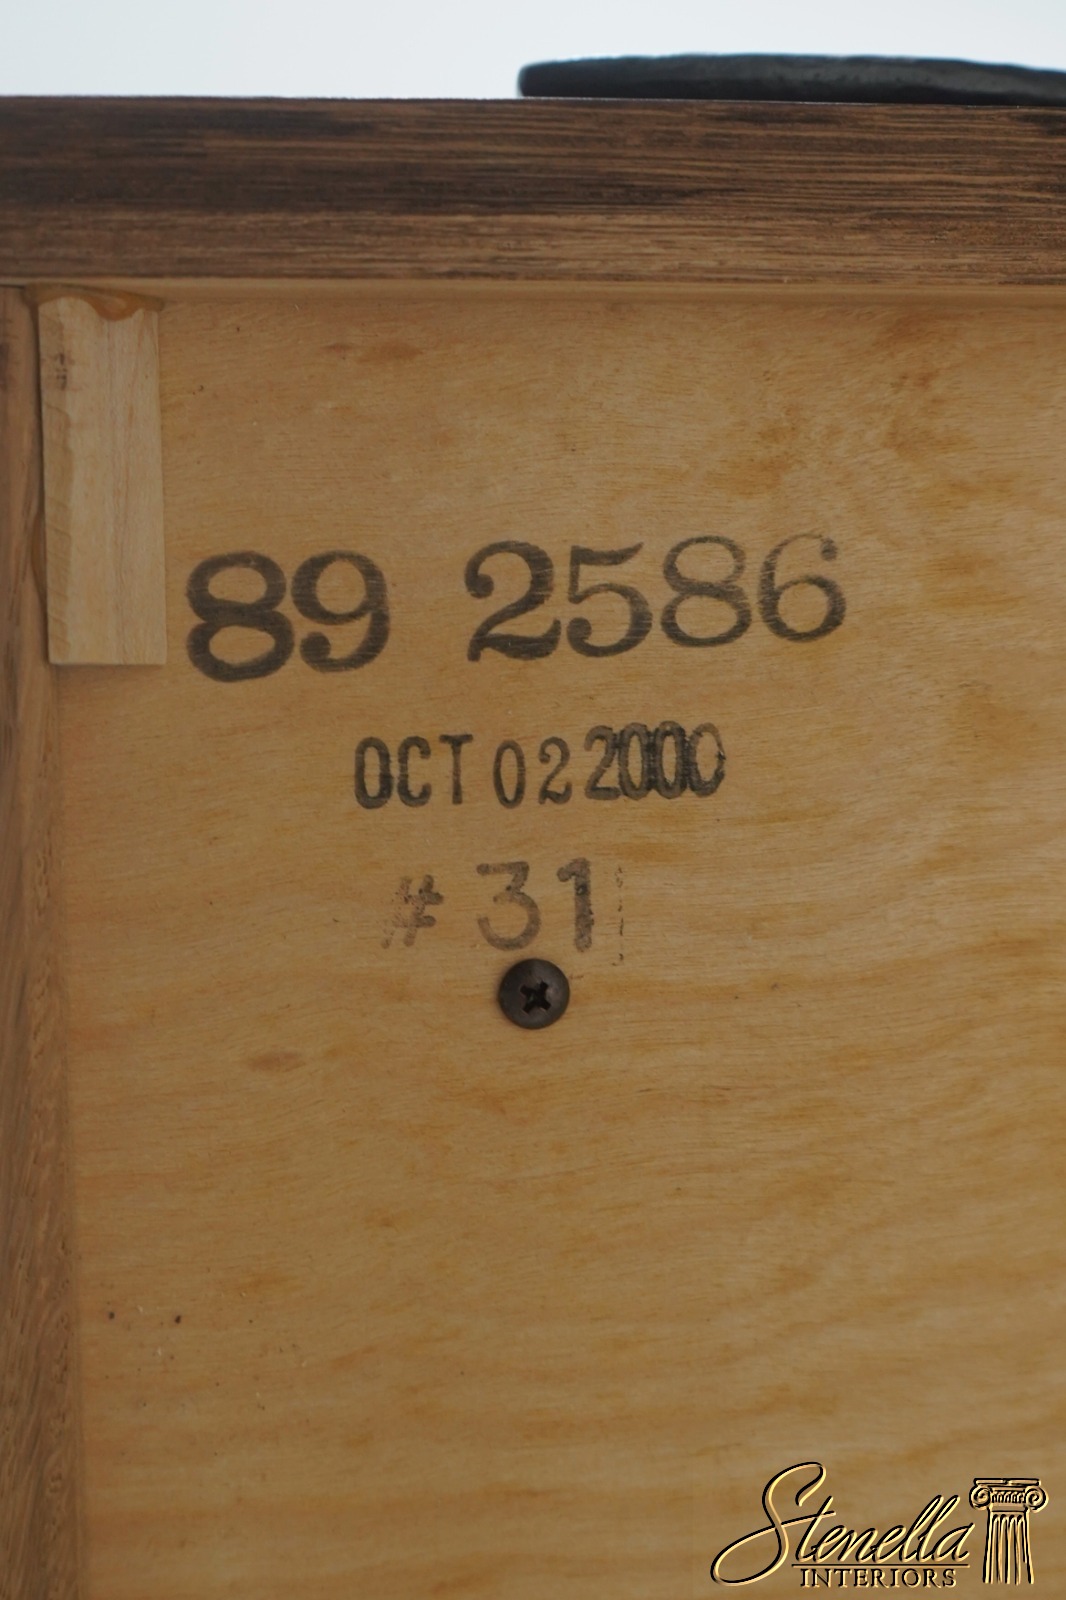 89 2586
OCT 02 2000
# 31
Stenella
INTERIORS